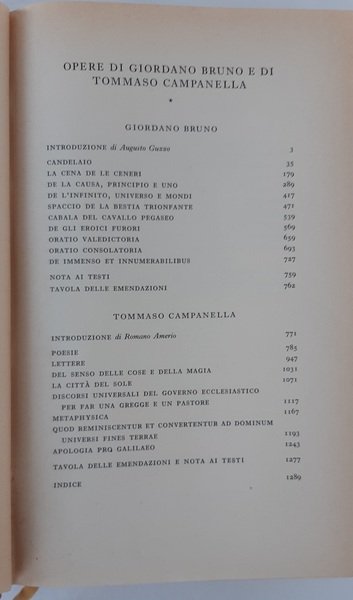 OPERE DI GIORDANO BRUNO E DI
TOMMASO CAMPANELLA
*
GIORDANO BRUNO
INTRODUZIONE di Augusto Guzzo 3
CANDELAIO 35
LA CENA DE LE CENERI 179
DE LA CAUSA, PRINCIPIO E UNO 289
DE L'INFINITO, UNIVERSO E MONDI 417
SPACCIO DE LA BESTIA TRIONFANTE 471
CABALA DEL CAVALLO PEGASEO 539
DE GLI EROICI FURORI 569
ORATIO VALEDICTORIA 659
ORATIO CONSOLATORIA 693
DE IMMENSO ET INNUMERABILIBUS 727
NOTA AI TESTI 759
TAVOLA DELLE EMENDAZIONI 762
TOMMASO CAMPANELLA
INTRODUZIONE di Romano Amerio 771
POESIE 785
LETTERE 947
DEL SENSO DELLE COSE E DELLA MAGIA 1031
LA CITTÀ DEL SOLE 1071
DISCORSI UNIVERSALI DEL GOVERNO ECCLESIASTICO
PER FAR UNA GREGGE E UN PASTORE 1117
METAPHYSICA 1167
QUOD REMINISCENTUR ET CONVERTENTUR AD DOMINUM
UNIVERSI FINES TERRAE 1193
APOLOGIA PRO GALILAEO 1243
TAVOLA DELLE EMENDAZIONI E NOTA AI TESTI 1277
INDICE 1289